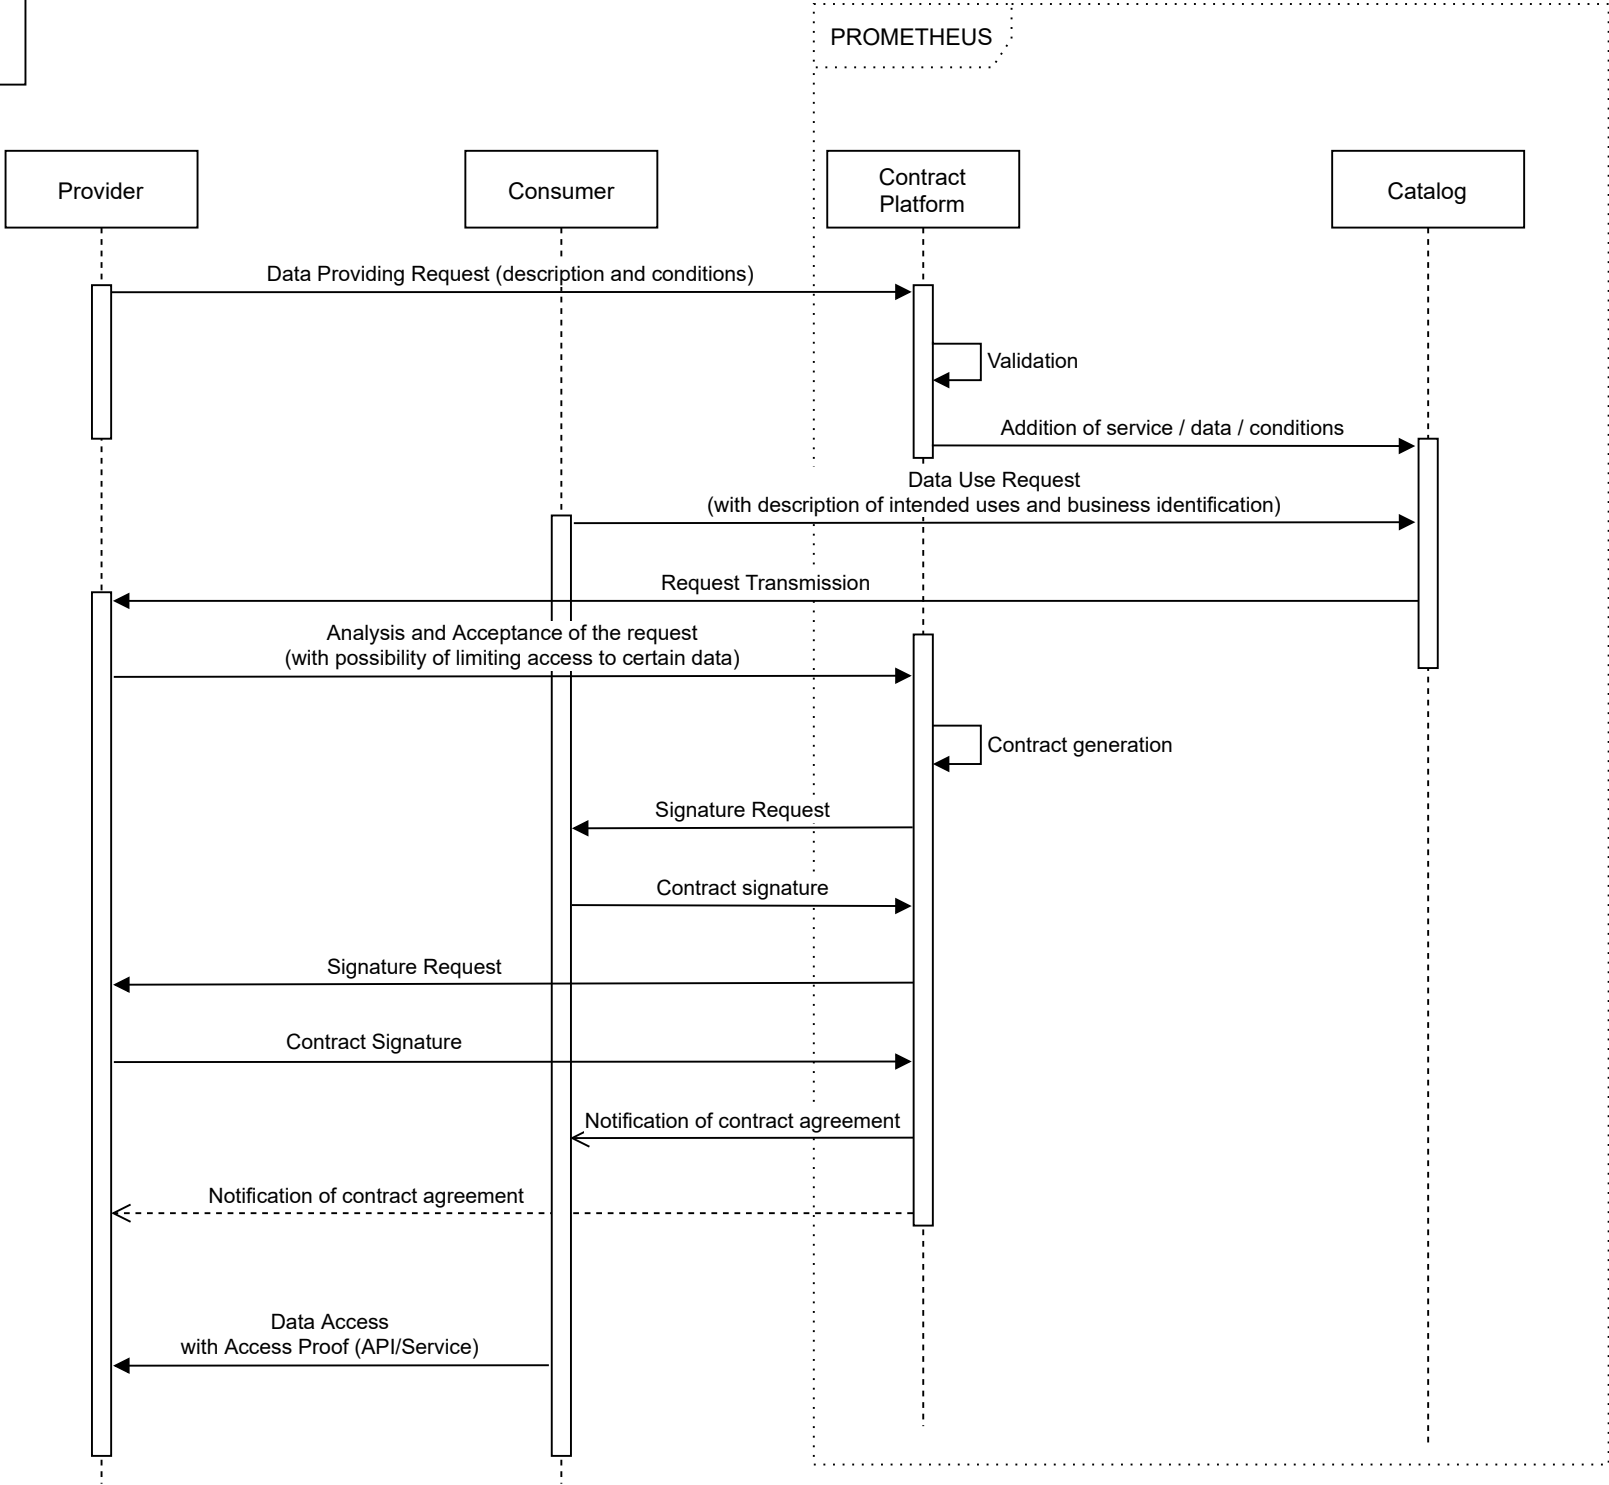 PROMETHEUS
Provider
Consumer
Contract
Platform
Catalog
Data Providing Request (description and conditions)
Validation
Addition of service / data / conditions
Data Use Request
(with description of intended uses and business identification)
Request Transmission
Analysis and Acceptance of the request
(with possibility of limiting access to certain data)
Contract generation
Signature Request
Contract signature
Signature Request
Contract Signature
Notification of contract agreement
Notification of contract agreement
Data Access
with Access Proof (API/Service)